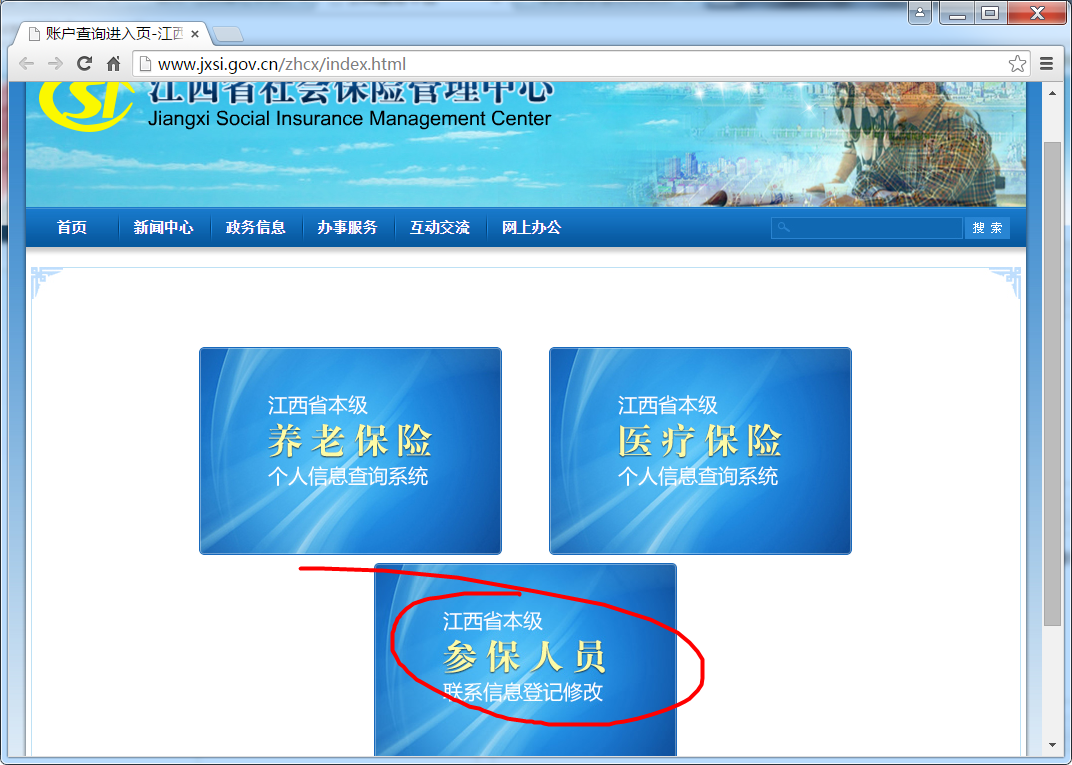 账户查询进入页-江西
www.jxsi.gov.cn/zhcx/index.html
江西省社会保险管理中心
Jiangxi Social Insurance Management Center
首页 新闻中心 政务信息 办事服务 互动交流 网上办公 搜 索
江西省本级
养老保险
个人信息查询系统
江西省本级
医疗保险
个人信息查询系统
江西省本级
参保人员
联系信息登记修改